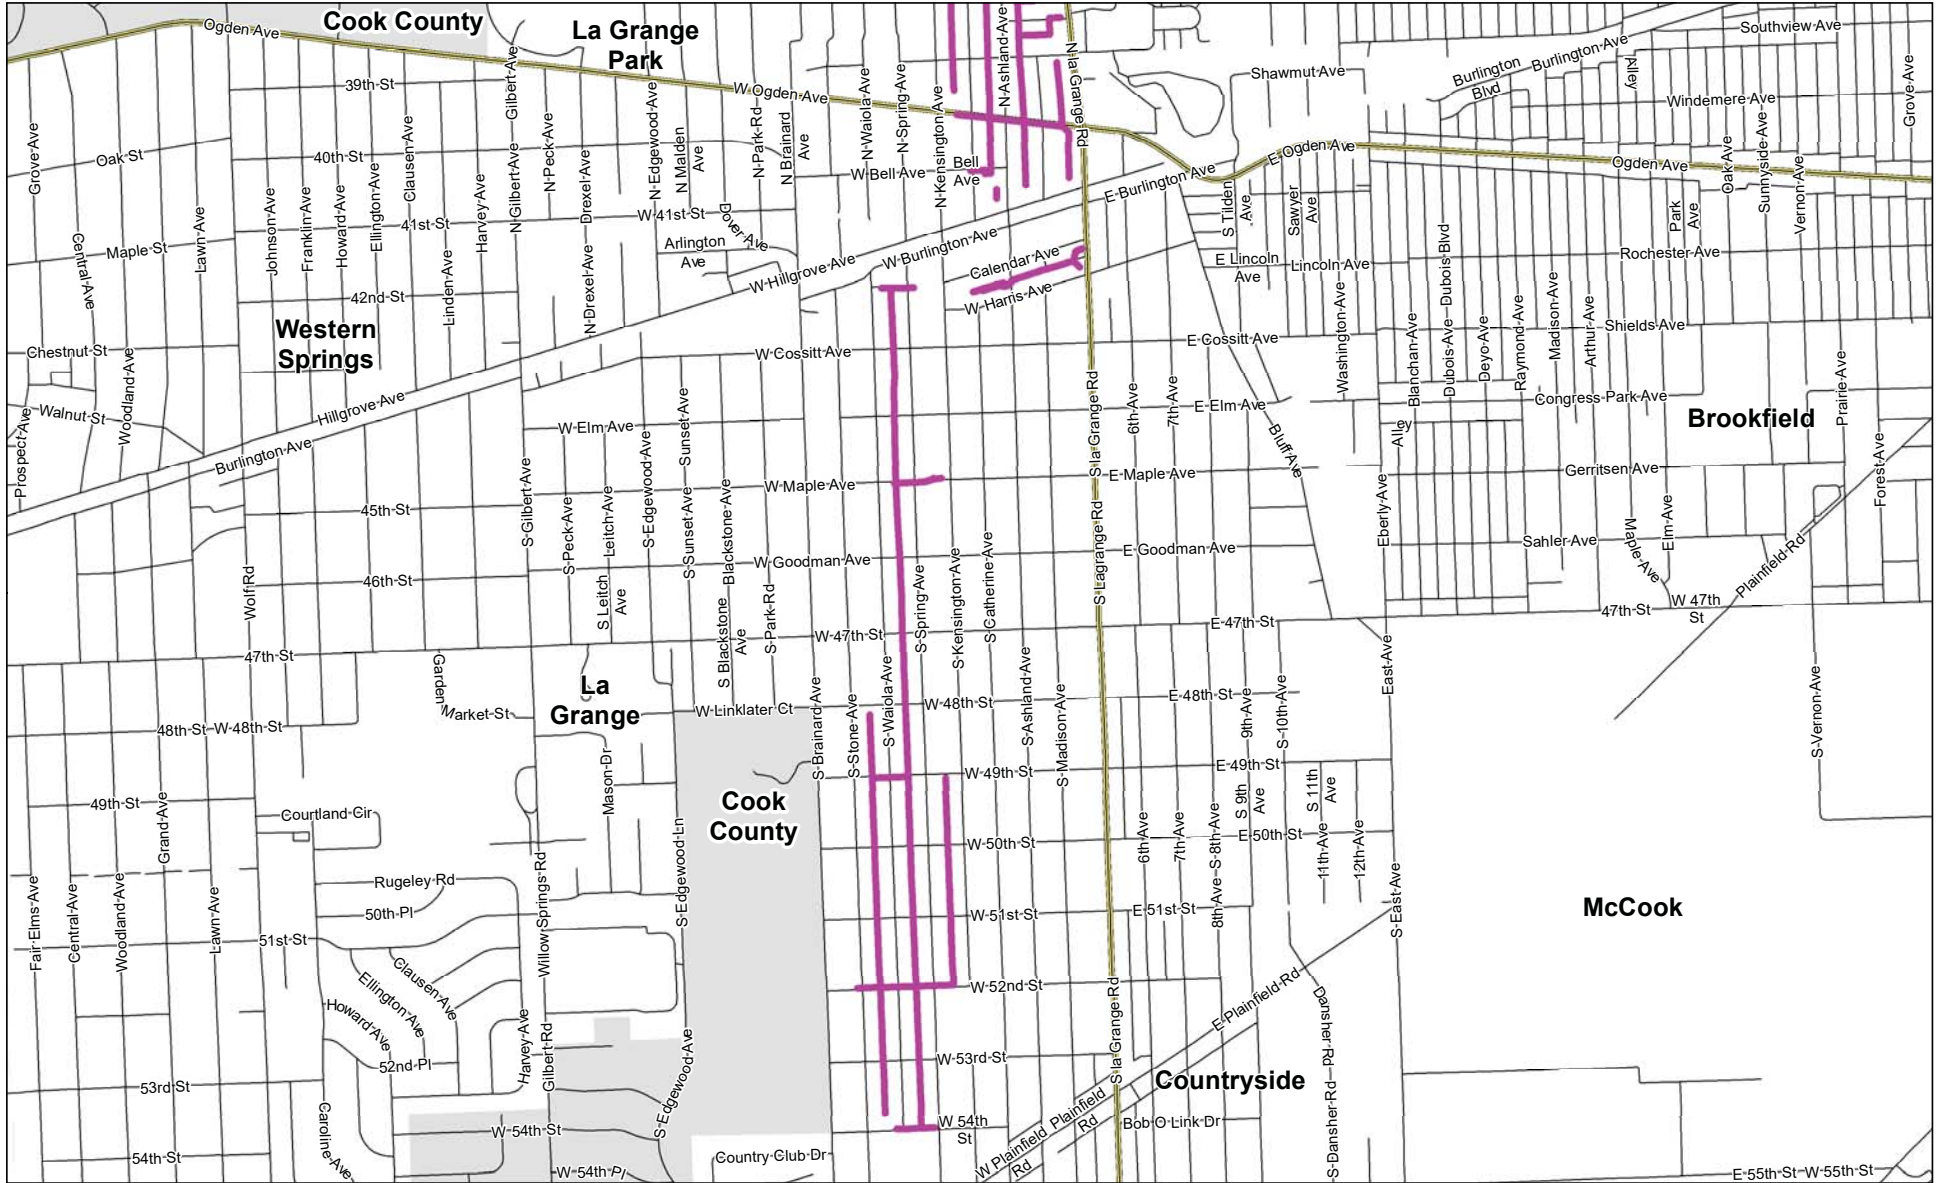 Cook County
La Grange
Park
Ogden Ave
Southview Ave
Burlington Ave
Burlington
Blvd
Alley
Grove Ave
N Ashland Ave
N la Grange Rd
Shawmut Ave
Windemere Ave
39th St
Gilbert Ave
W Ogden Ave
N Waiola Ave
N Spring Ave
N Kensington Ave
Grove Ave
Oak St
40th St
Clausen Ave
N Peck Ave
N Edgewood Ave
N Malden
Ave
N Park Rd
N Brainard
Ave
W Bell Ave
Bell
Ave
E Burlington Ave
E Ogden Ave
Ogden Ave
Oak Ave
Sunnyside Ave
Vernon Ave
Park
Ave
S Tilden
Ave
Sawyer
Ave
Central Ave
Maple St
Lawn Ave
Johnson Ave
Franklin Ave
Howard Ave
Ellington Ave
41st St
Harvey Ave
N Gilbert Ave
Drexel Ave
N Drexel Ave
W 41st St
Dover Ave
Arlington
Ave
W Hillgrove Ave
W Burlington Ave
Calendar Ave
W Harris Ave
E Lincoln
Ave
Lincoln Ave
Dubois Blvd
Rochester Ave
42nd St
Linden Ave
Western
Springs
Chestnut St
Woodland Ave
Walnut St
Prospect Ave
Hillgrove Ave
Burlington Ave
W Cossitt Ave
E Cossitt Ave
Washington Ave
Blanchan Ave
Dubois Ave
Deyo Ave
Raymond Ave
Madison Ave
Arthur Ave
Shields Ave
Congress Park Ave
Brookfield
Prairie Ave
Forest Ave
S la Grange Rd
6th Ave
7th Ave
E Elm Ave
Bluff Ave
Alley
W Elm Ave
S Edgewood Ave
Sunset Ave
S Sunset Ave
W Maple Ave
E Maple Ave
Gerritsen Ave
45th St
S Gilbert Ave
S Peck Ave
Leitch Ave
S Leitch
Ave
Blackstone Ave
S Blackstone
Ave
S Park Rd
W Goodman Ave
S Spring Ave
S Kensington Ave
S Catherine Ave
S Lagrange Rd
E Goodman Ave
Eberly Ave
Sahler Ave
Maple Ave
Elm Ave
Plainfield Rd
46th St
Wolf Rd
47th St
W 47th
St
W 47th St
E 47th St
47th St
Garden
Market St
La
Grange
W Linklater Ct
S Brainard Ave
S Stone Ave
S Waiola Ave
W 48th St
S Ashland Ave
S Madison Ave
E 48th St
9th Ave
S 10th Ave
East Ave
S Vernon Ave
48th St
W 48th St
49th St
Grand Ave
Courtland Cir
Mason Dr
Cook
County
W 49th St
E 49th St
S 9th
Ave
S 11th
Ave
W 50th St
6th Ave
7th Ave
S 8th Ave
8th Ave
E 50th St
11th Ave
12th Ave
S East Ave
McCook
Fair Elms Ave
Central Ave
Woodland Ave
Lawn Ave
Rugeley Rd
50th Pl
51st St
Willow Springs Rd
S Edgewood Ln
W 51st St
E 51st St
Clausen Ave
Ellington Ave
Howard Ave
52nd Pl
Harvey Ave
Gilbert Rd
S Edgewood Ave
W 52nd St
S la Grange Rd
E Plainfield Rd
Dansher Rd
S Dansher Rd
Countryside
53rd St
W 53rd St
Caroline Ave
54th St
W 54th St
W 54th Pl
Country Club Dr
W 54th
St
W Plainfield
Rd
Plainfield
Rd
Bob O Link Dr
E 55th St
W 55th St